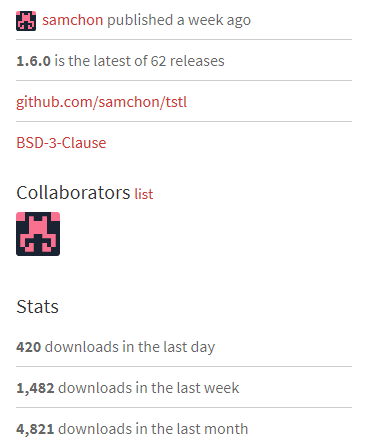 samchon published a week ago
1.6.0 is the latest of 62 releases
github.com/samchon/tstl
BSD-3-Clause
Collaborators list
Stats
420 downloads in the last day
1,482 downloads in the last week
4,821 downloads in the last month